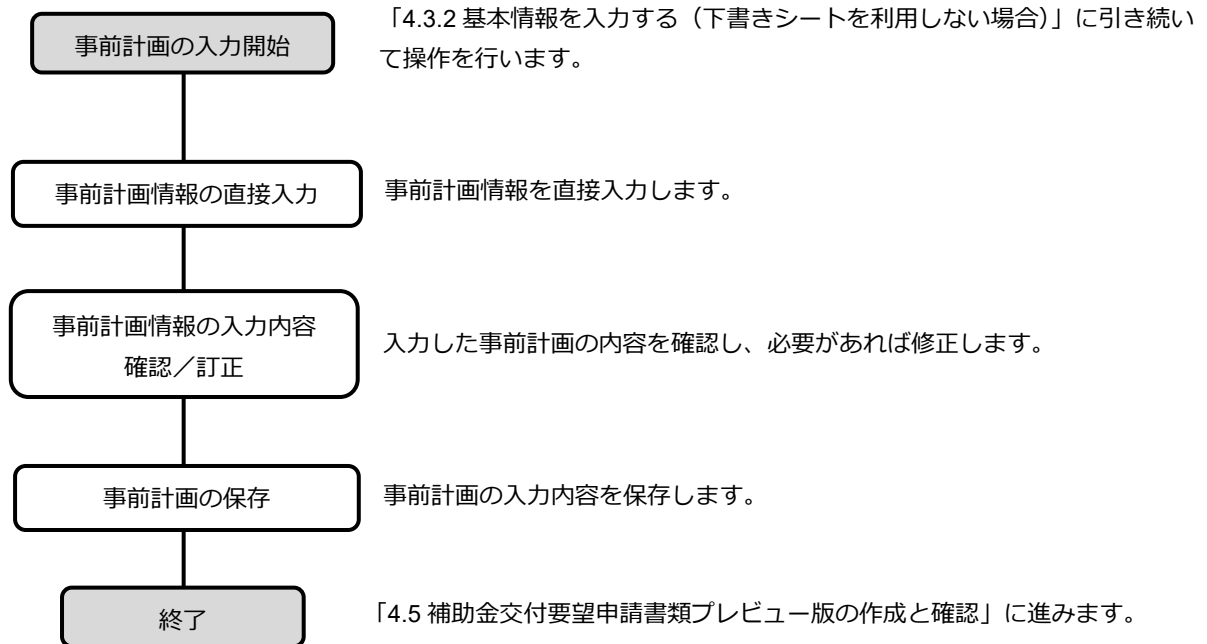 事前計画の入力開始
「4.3.2 基本情報を入力する（下書きシートを利用しない場合）」に引き続い
て操作を行います。
事前計画情報の直接入力
事前計画情報を直接入力します。
事前計画情報の入力内容
確認／訂正
入力した事前計画の内容を確認し、必要があれば修正します。
事前計画の保存
事前計画の入力内容を保存します。
終了
「4.5 補助金交付要望申請書類プレビュー版の作成と確認」に進みます。